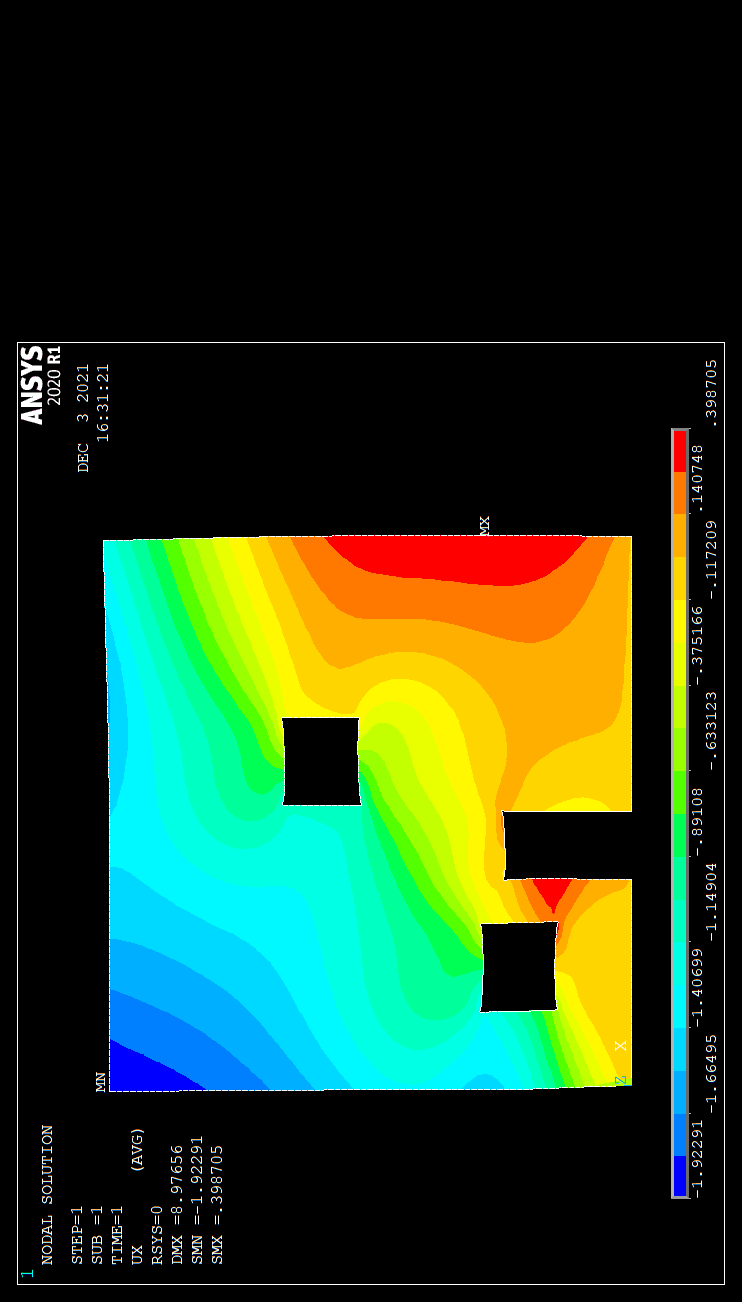 1
NODAL SOLUTION
STEP=1
SUB =1
TIME=1
UX (AVG)
RSYS=0
DMX =8.97656
SMN =-1.92291
SMX =.398705
ANSYS
2020 R1
DEC 3 2021
16:31:21
MN
MX
Z X
-1.92291
-1.66495
-1.40699
-1.14904
-.89108
-.633123
-.375166
-.117209
.140748
.398705